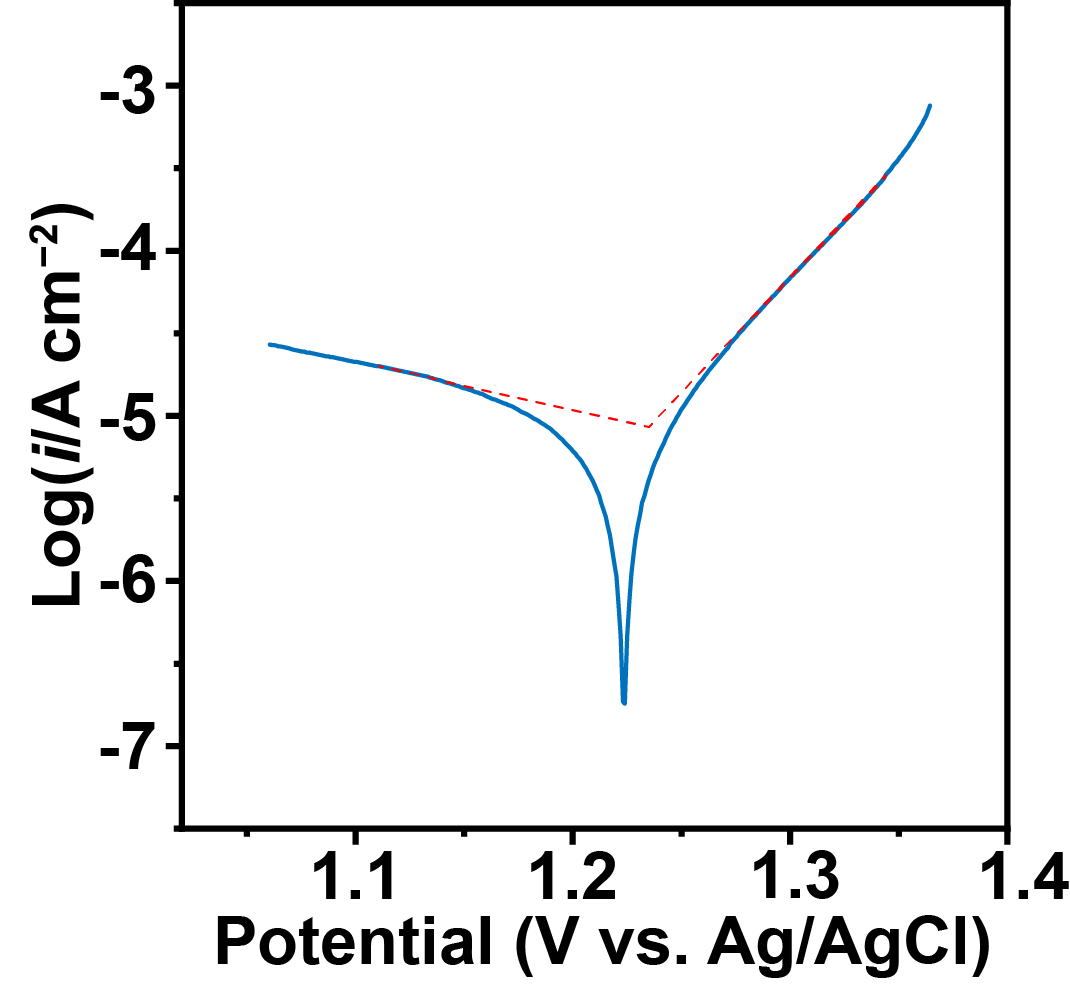 Log(i/A cm⁻²)
-3
-4
-5
-6
-7
1.1 1.2 1.3 1.4
Potential (V vs. Ag/AgCl)